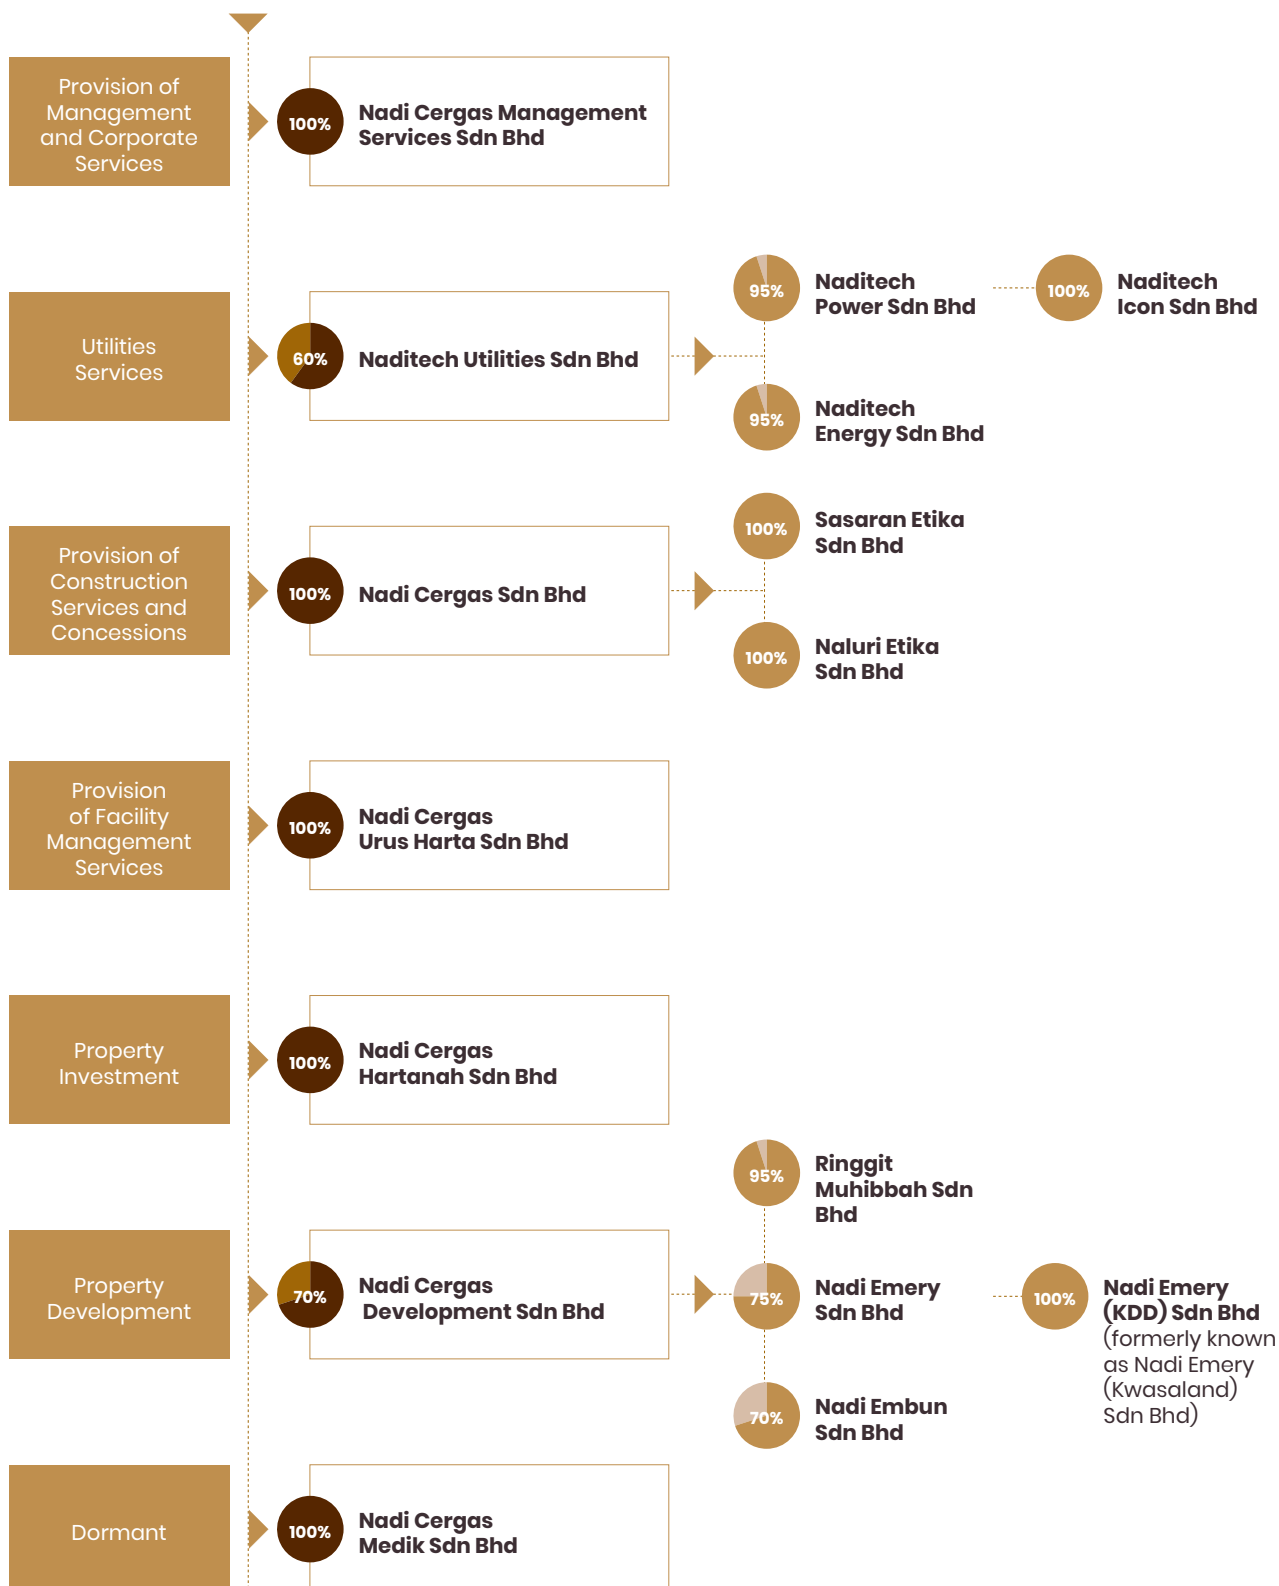 Provision of
Management
and Corporate
Services
100%
Nadi Cergas Management
Services Sdn Bhd
Utilities
Services
60%
Naditech Utilities Sdn Bhd
95%
Naditech
Power Sdn Bhd
100%
Naditech
Icon Sdn Bhd
95%
Naditech
Energy Sdn Bhd
Provision of
Construction
Services and
Concessions
100%
Nadi Cergas Sdn Bhd
100%
Sasaran Etika
Sdn Bhd
100%
Naluri Etika
Sdn Bhd
Provision
of Facility
Management
Services
100%
Nadi Cergas
Urus Harta Sdn Bhd
Property
Investment
100%
Nadi Cergas
Hartanah Sdn Bhd
Property
Development
70%
Nadi Cergas
Development Sdn Bhd
95%
Ringgit
Muhibbah Sdn
Bhd
75%
Nadi Emery
Sdn Bhd
100%
Nadi Emery
(KDD) Sdn Bhd
(formerly known
as Nadi Emery
(Kwasaland)
Sdn Bhd)
70%
Nadi Embun
Sdn Bhd
Dormant
100%
Nadi Cergas
Medik Sdn Bhd